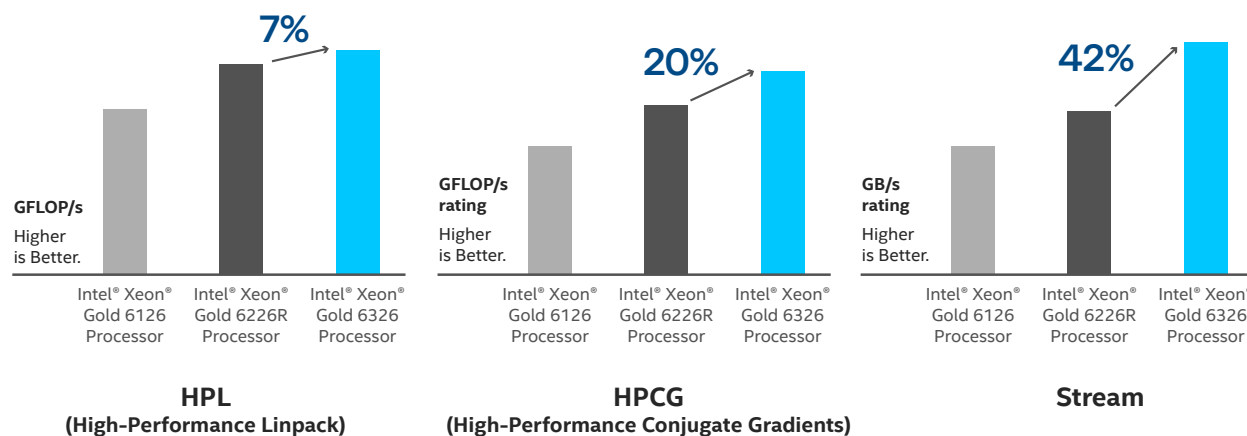 7%
GFLOP/s
Higher
is Better.
Intel® Xeon®
Gold 6126
Processor
Intel® Xeon®
Gold 6226R
Processor
Intel® Xeon®
Gold 6326
Processor
HPL
(High-Performance Linpack)
20%
GFLOP/s
rating
Higher
is Better.
Intel® Xeon®
Gold 6126
Processor
Intel® Xeon®
Gold 6226R
Processor
Intel® Xeon®
Gold 6326
Processor
HPCG
(High-Performance Conjugate Gradients)
42%
GB/s
rating
Higher
is Better.
Intel® Xeon®
Gold 6126
Processor
Intel® Xeon®
Gold 6226R
Processor
Intel® Xeon®
Gold 6326
Processor
Stream